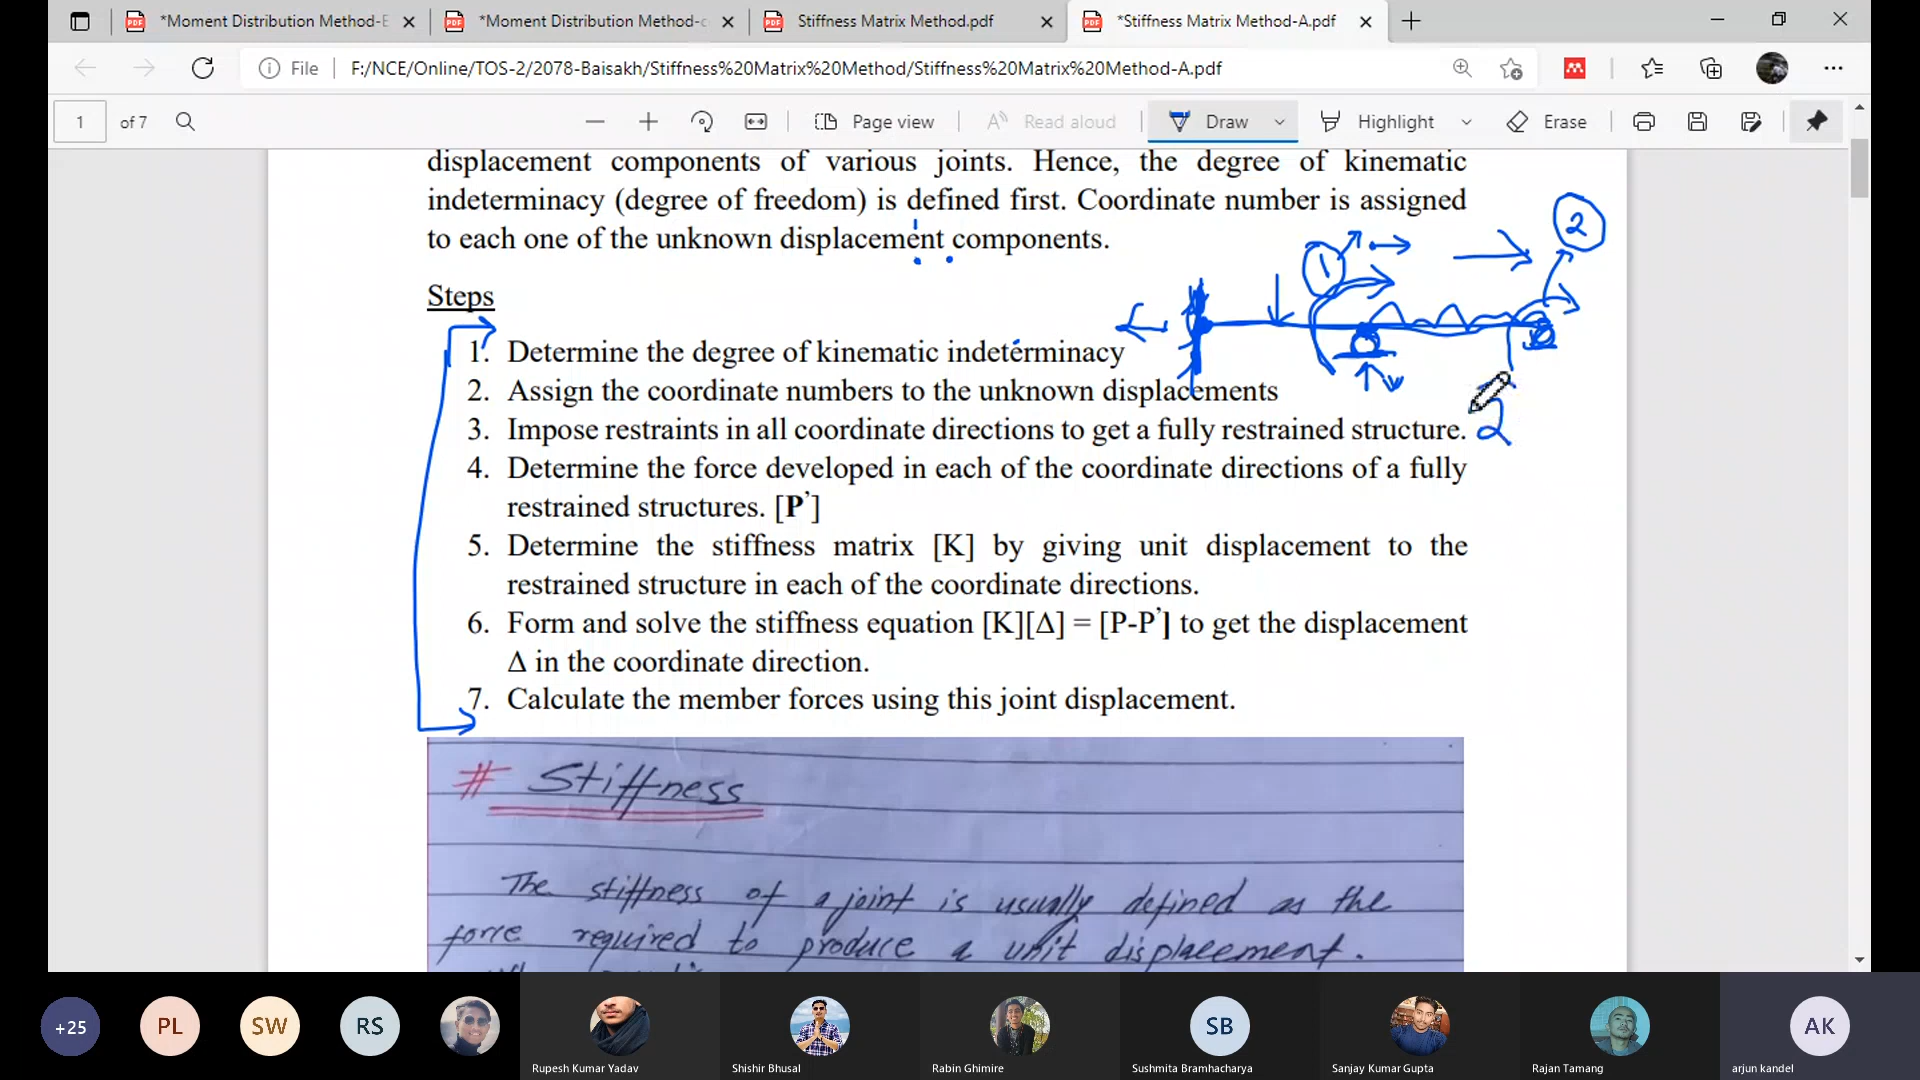 *Moment Distribution Method-E
*Moment Distribution Method-c
Stiffness Matrix Method.pdf
*Stiffness Matrix Method-A.pdf
File
F:/NCE/Online/TOS-2/2078-Baisakh/Stiffness%20Matrix%20Method/Stiffness%20Matrix%20Method-A.pdf
1 of 7
Page view
Read aloud
Draw
Highlight
Erase
displacement components of various joints. Hence, the degree of kinematic
indeterminacy (degree of freedom) is defined first. Coordinate number is assigned
to each one of the unknown displacement components.
1
2
Steps
1. Determine the degree of kinematic indeterminacy
2. Assign the coordinate numbers to the unknown displacements
3. Impose restraints in all coordinate directions to get a fully restrained structure.
2
4. Determine the force developed in each of the coordinate directions of a fully
restrained structures. [P’]
5. Determine the stiffness matrix [K] by giving unit displacement to the
restrained structure in each of the coordinate directions.
6. Form and solve the stiffness equation [K][Δ] = [P-P’] to get the displacement
Δ in the coordinate direction.
7. Calculate the member forces using this joint displacement.
# Stiffness
The stiffness of a joint is usually defined as the
force required to produce a unit displacement.
+25
PL
SW
RS
SB
AK
Rupesh Kumar Yadav
Shishir Bhusal
Rabin Ghimire
Sushmita Bramhacharya
Sanjay Kumar Gupta
Rajan Tamang
arjun kandel